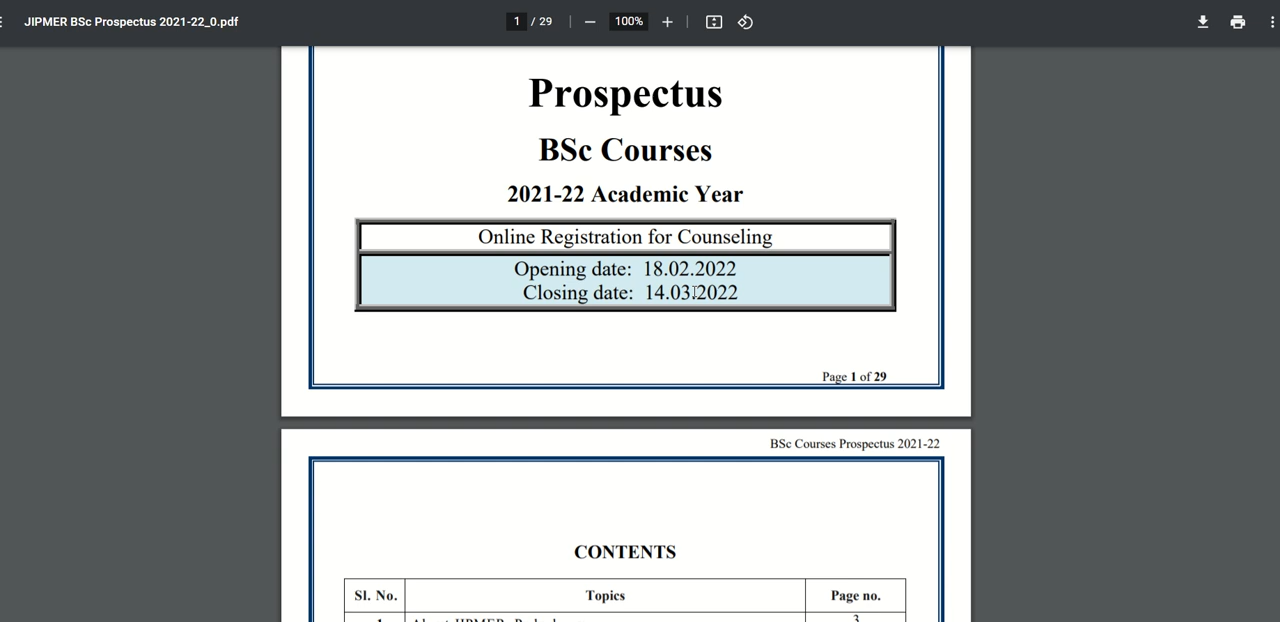 JIPMER BSc Prospectus 2021-22_0.pdf
1 / 29
100%
Prospectus
BSc Courses
2021-22 Academic Year
Online Registration for Counseling
Opening date: 18.02.2022
Closing date: 14.03.2022
Page 1 of 29
BSc Courses Prospectus 2021-22
CONTENTS
Sl. No. Topics Page no.